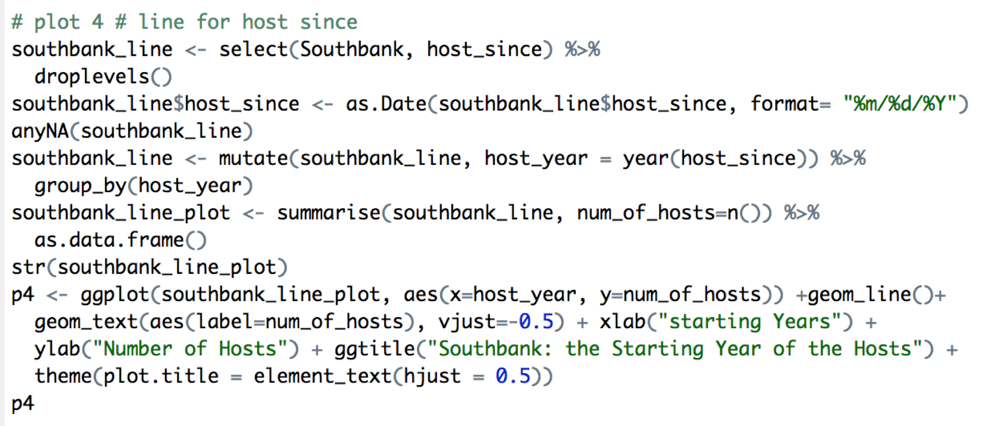 # plot 4 # line for host since
southbank_line <- select(Southbank, host_since) %>%
  droplevels()
southbank_line$host_since <- as.Date(southbank_line$host_since, format= "%m/%d/%Y")
anyNA(southbank_line)
southbank_line <- mutate(southbank_line, host_year = year(host_since)) %>%
  group_by(host_year)
southbank_line_plot <- summarise(southbank_line, num_of_hosts=n()) %>%
  as.data.frame()
str(southbank_line_plot)
p4 <- ggplot(southbank_line_plot, aes(x=host_year, y=num_of_hosts)) +geom_line()+
  geom_text(aes(label=num_of_hosts), vjust=-0.5) + xlab("starting Years") +
  ylab("Number of Hosts") + ggtitle("Southbank: the Starting Year of the Hosts") +
  theme(plot.title = element_text(hjust = 0.5))
p4